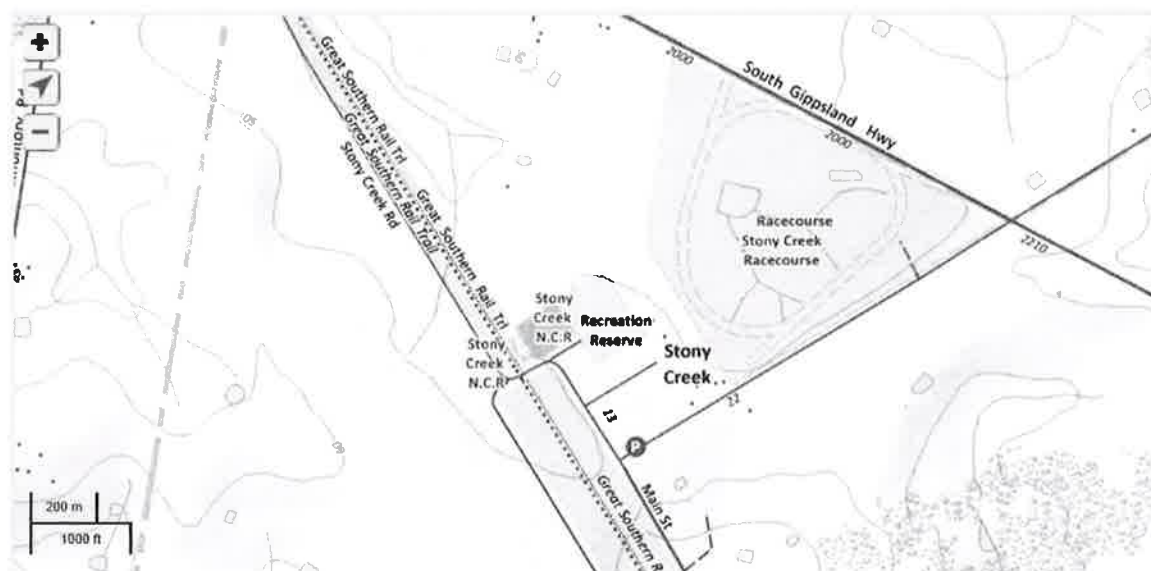 +
−
Great Southern Rail Trl
Great Southern Rail Trail
Stony Creek Rd
Great Southern Rail Trl
2000
South Gippsland Hwy
2000
2210
Racecourse
Stony Creek
Racecourse
Stony
Creek
N.C.R
Recreation
Reserve
Stony
Creek
N.C.R
Stony
Creek
13
P
Main St
Great Southern R
50
60
200 m
1000 ft